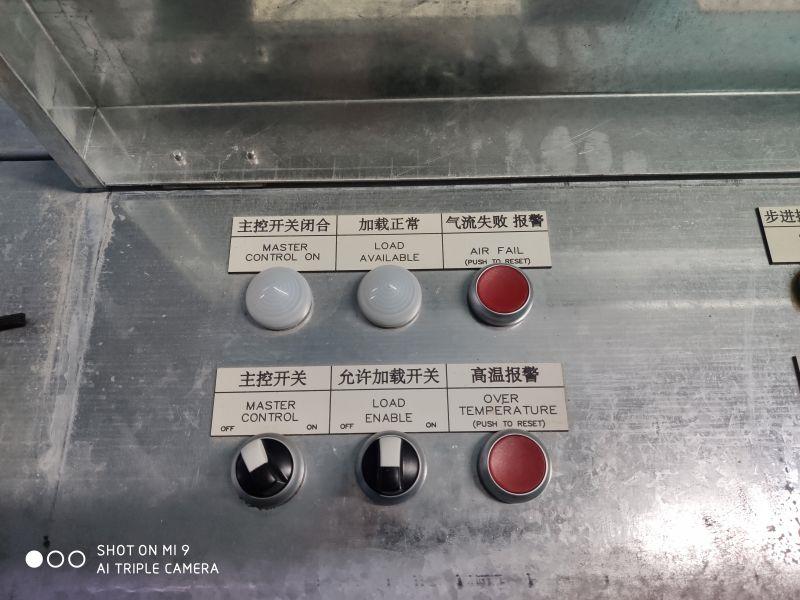 主控开关闭合
加载正常
气流失败 报警
MASTER
CONTROL ON
LOAD
AVAILABLE
AIR FAIL
(PUSH TO RESET)
步进
主控开关
允许加载开关
高温报警
MASTER
CONTROL
OFF ON
LOAD
ENABLE
OFF ON
OVER
TEMPERATURE
(PUSH TO RESET)
SHOT ON MI 9
AI TRIPLE CAMERA